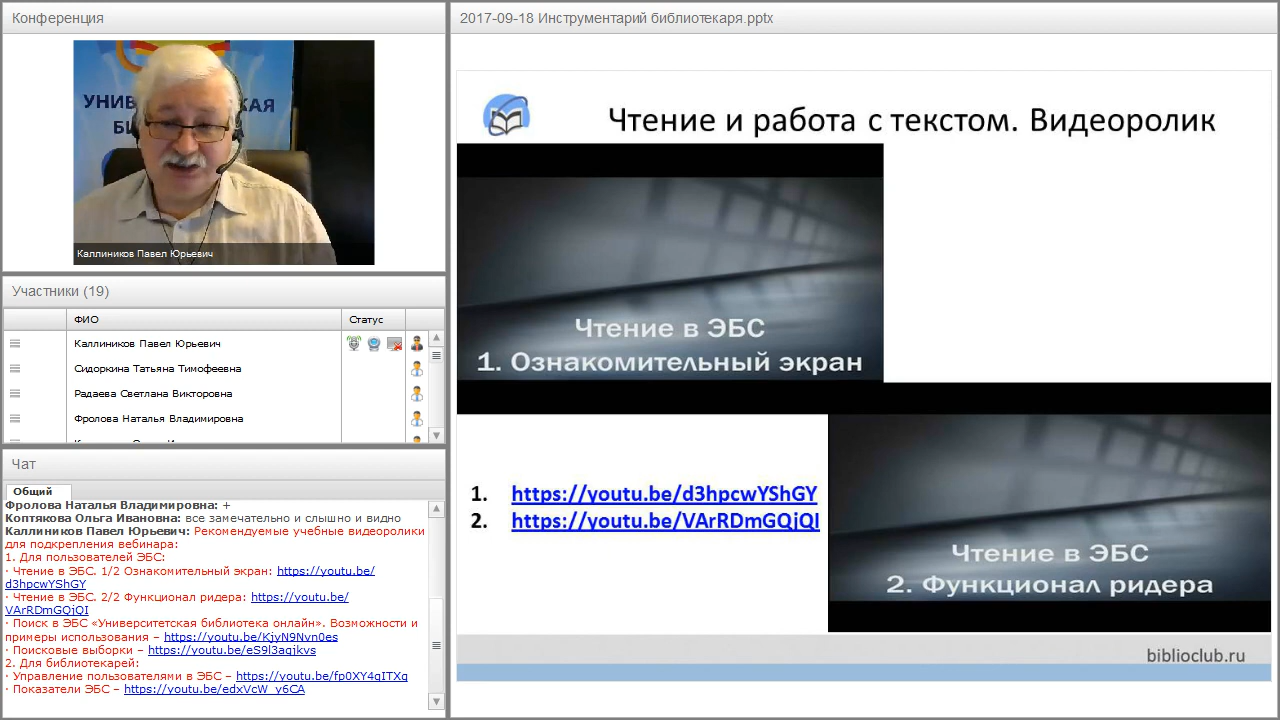 Конференция
УНИВ СКАЯ
БИ
Каллиников Павел Юрьевич
Участники (19)
ФИО
Статус
Каллиников Павел Юрьевич
Сидоркина Татьяна Тимофеевна
Радаева Светлана Викторовна
Фролова Наталья Владимировна
Чат
Общий
Фролова Наталья Владимировна: +
Коптякова Ольга Ивановна: все замечательно и слышно и видно
Каллиников Павел Юрьевич: Рекомендуемые учебные видеоролики
для подкрепления вебинара:
1. Для пользователей ЭБС:
· Чтение в ЭБС. 1/2 Ознакомительный экран: https://youtu.be/
d3hpcwYShGY
· Чтение в ЭБС. 2/2 Функционал ридера: https://youtu.be/
VArRDmGQjQI
· Поиск в ЭБС «Университетская библиотека онлайн». Возможности и
примеры использования – https://youtu.be/KjyN9Nvn0es
· Поисковые выборки – https://youtu.be/eS9l3aqjkvs
2. Для библиотекарей:
· Управление пользователями в ЭБС – https://youtu.be/fp0XY4qITXg
· Показатели ЭБС – https://youtu.be/edxVcW_y6CA
2017-09-18 Инструментарий библиотекаря.pptx
Чтение и работа с текстом. Видеоролик
Чтение в ЭБС
1. Ознакомительный экран
1. https://youtu.be/d3hpcwYShGY
2. https://youtu.be/VArRDmGQjQI
Чтение в ЭБС
2. Функционал ридера
biblioclub.ru